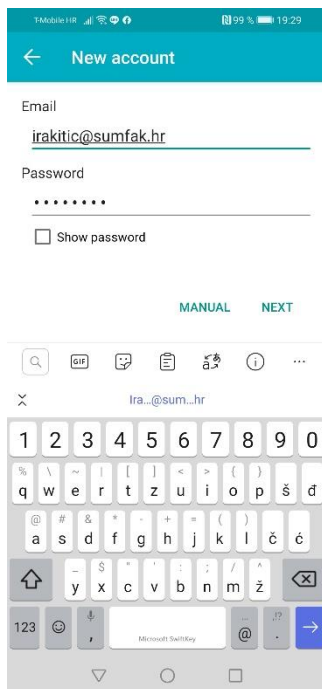 T-Mobile HR 99 % 19:29
New account
Email
irakitic@sumfak.hr
Password
••••••••
Show password
MANUAL NEXT
GIF
Ira...@sum...hr
1 2 3 4 5 6 7 8 9 0
% \ ~ | [ ] < > { }
q w e r t z u i o p š đ
@ # & * - + = ( )
a s d f g h j k l č ć
_ $ " ' : ; / ^
y x c v b n m ž
123 , Microsoft SwiftKey @ . ,!?